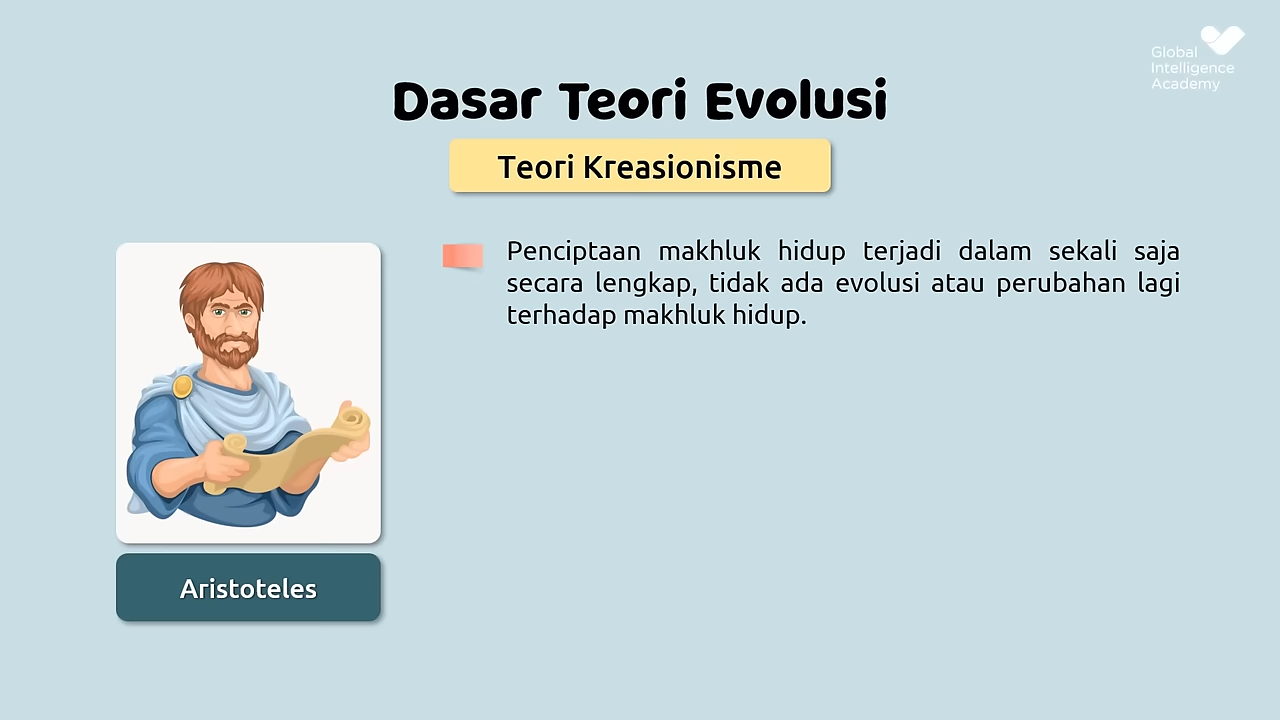 Global
Intelligence
Academy
Dasar Teori Evolusi
Teori Kreasionisme
Penciptaan makhluk hidup terjadi dalam sekali saja
secara lengkap, tidak ada evolusi atau perubahan lagi
terhadap makhluk hidup.
Aristoteles